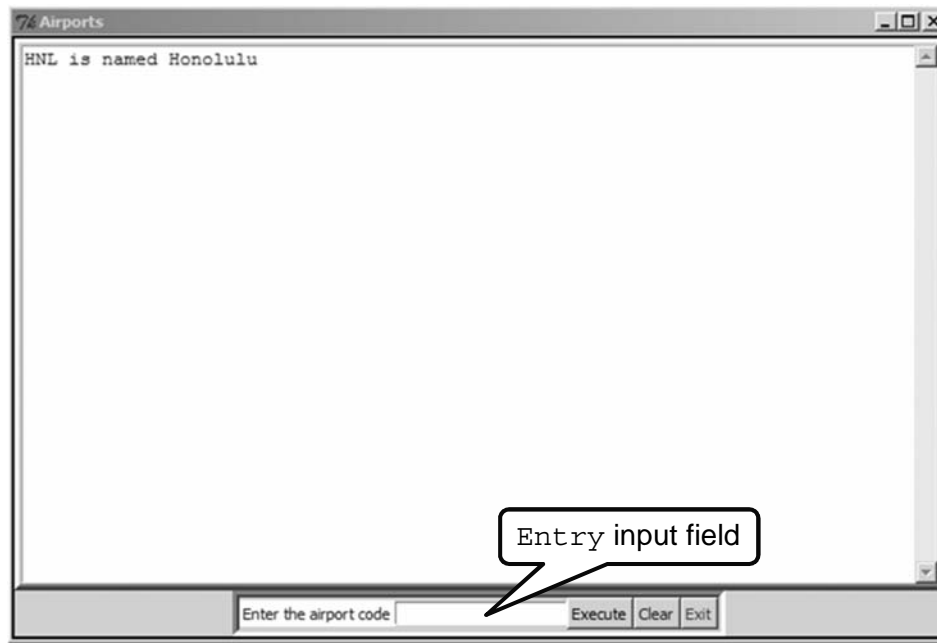 Airports
HNL is named Honolulu
Entry input field
Enter the airport code Execute Clear Exit